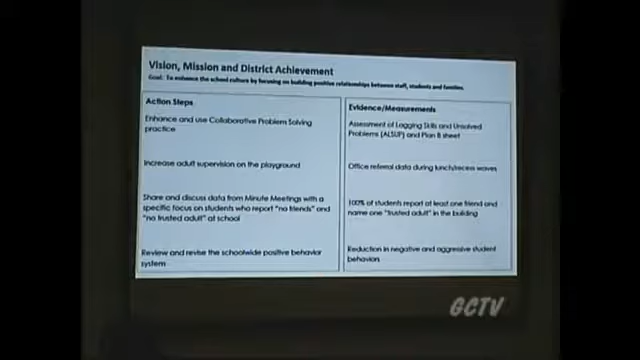 Vision, Mission and District Achievement
Goal: To enhance the school culture by focusing on building positive relationships between staff, students and families.
Action Steps
Enhance and use Collaborative Problem Solving
practice
Increase adult supervision on the playground
Share and discuss data from Minute Meetings with a
specific focus on students who report "no friends" and
"no trusted adult" at school
Review and revise the schoolwide positive behavior
system
Evidence/Measurements
Assessment of Lagging Skills and Unsolved
Problems (ALSUP) and Plan B sheet
Office referral data during lunch/recess waves
100% of students report at least one friend and
name one "trusted adult" in the building
Reduction in negative and aggressive student
behaviors
GCTV